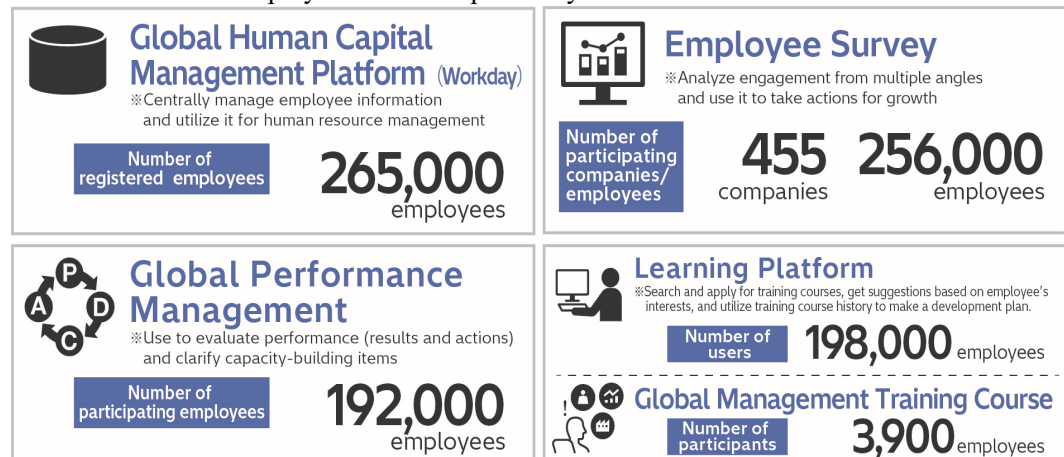 Global Human Capital
Management Platform (Workday)
※Centrally manage employee information
and utilize it for human resource management
Number of
registered employees
265,000
employees
Employee Survey
※Analyze engagement from multiple angles
and use it to take actions for growth
Number of
participating
companies/
employees
455
companies
256,000
employees
P
D
C
A
Global Performance
Management
※Use to evaluate performance (results and actions)
and clarify capacity-building items
Number of
participating employees
192,000
employees
Learning Platform
※Search and apply for training courses, get suggestions based on employee's
interests, and utilize training course history to make a development plan.
Number of
users
198,000 employees
!
Global Management Training Course
Number of
participants
3,900 employees